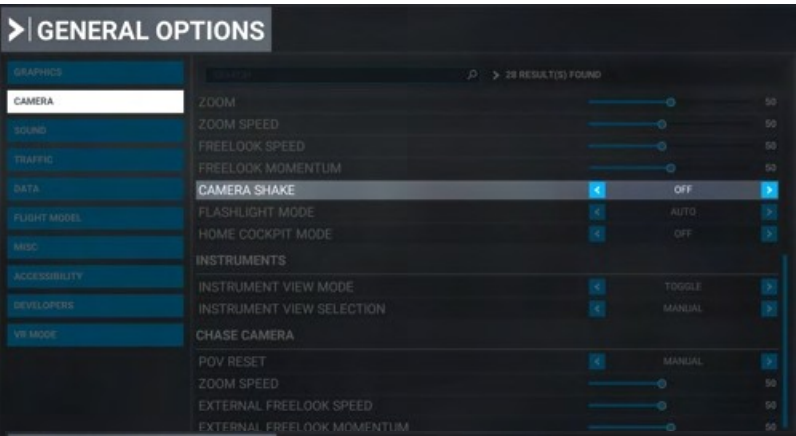 GENERAL OPTIONS
GRAPHICS
SEARCH
28 RESULT(S) FOUND
CAMERA
ZOOM 50
SOUND
ZOOM SPEED 50
FREELOOK SPEED 50
TRAFFIC
FREELOOK MOMENTUM 50
DATA
CAMERA SHAKE OFF
FLIGHT MODEL
FLASHLIGHT MODE AUTO
HOME COCKPIT MODE OFF
MISC
INSTRUMENTS
ACCESSIBILITY
INSTRUMENT VIEW MODE TOGGLE
DEVELOPERS
INSTRUMENT VIEW SELECTION MANUAL
VR MODE
CHASE CAMERA
POV RESET MANUAL
ZOOM SPEED 50
EXTERNAL FREELOOK SPEED 50
EXTERNAL FREELOOK MOMENTUM 50